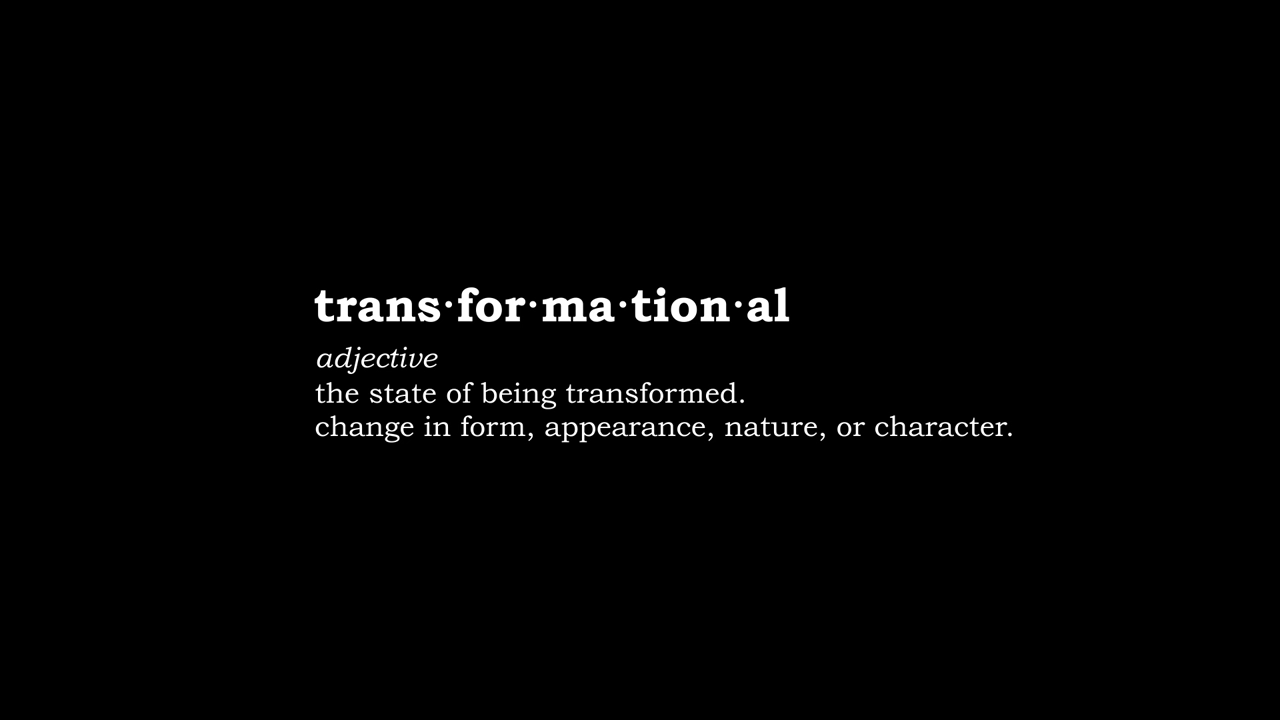 trans·for·ma·tion·al
adjective
the state of being transformed.
change in form, appearance, nature, or character.